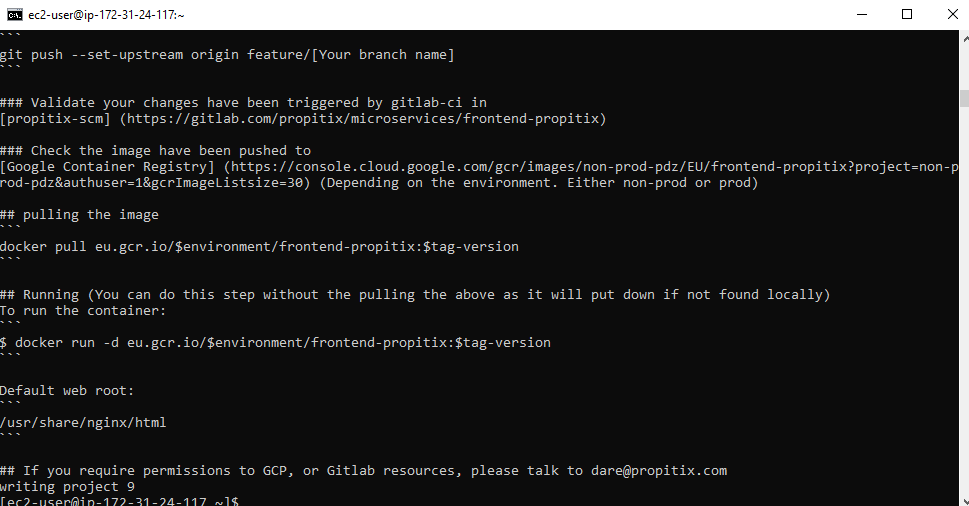 ec2-user@ip-172-31-24-117:~
```
git push --set-upstream origin feature/[Your branch name]
```
### Validate your changes have been triggered by gitlab-ci in
[propitix-scm] (https://gitlab.com/propitix/microservices/frontend-propitix)
### Check the image have been pushed to
[Google Container Registry] (https://console.cloud.google.com/gcr/images/non-prod-pdz/EU/frontend-propitix?project=non-p
rod-pdz&authuser=1&gcrImageListsize=30) (Depending on the environment. Either non-prod or prod)
## pulling the image
```
docker pull eu.gcr.io/$environment/frontend-propitix:$tag-version
```
## Running (You can do this step without the pulling the above as it will put down if not found locally)
To run the container:
```
$ docker run -d eu.gcr.io/$environment/frontend-propitix:$tag-version
```
Default web root:
```
/usr/share/nginx/html
```
## If you require permissions to GCP, or Gitlab resources, please talk to dare@propitix.com
writing project 9
[ec2-user@ip-172-31-24-117 ~]$